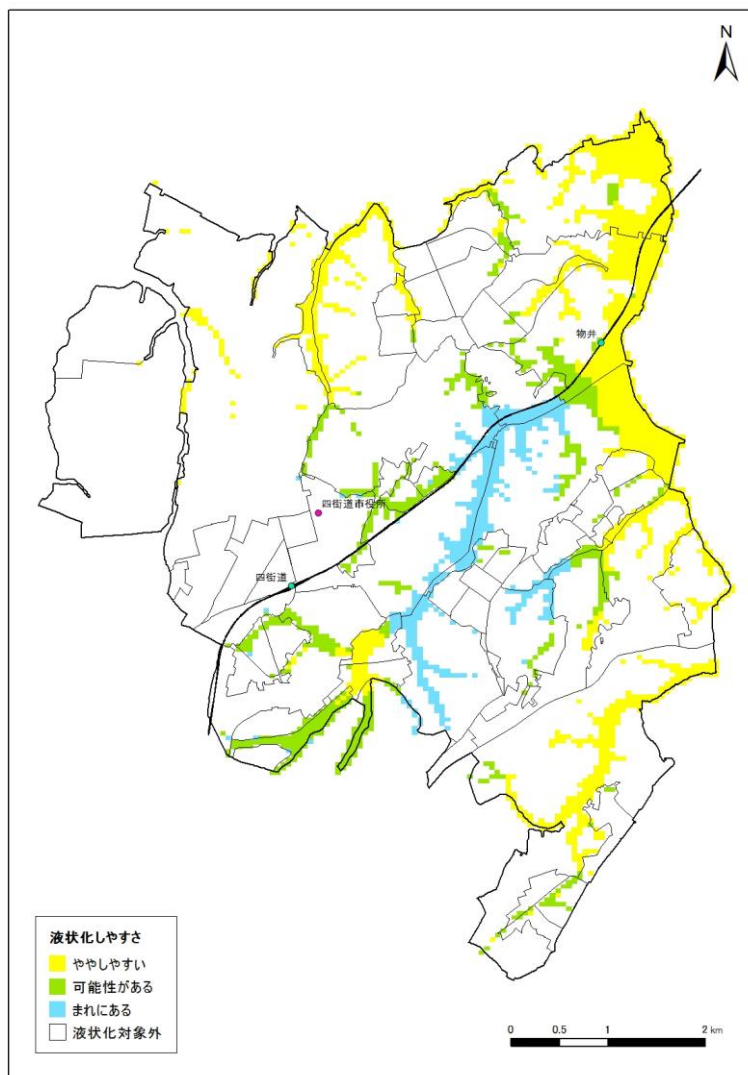 N
物井
四街道市役所
四街道
液状化しやすさ
ややしやすい
可能性がある
まれにある
液状化対象外
0 0.5 1 2 km